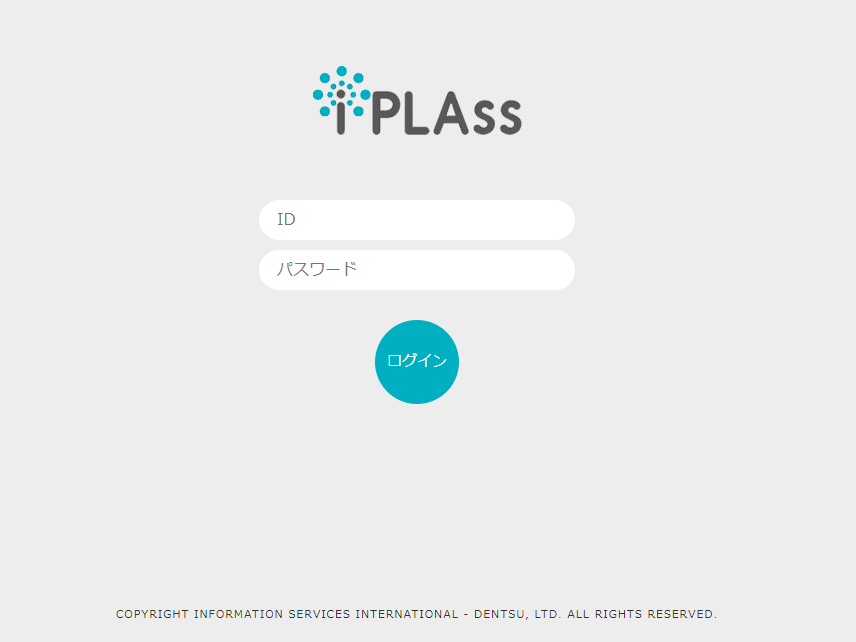 iPLAss
ID
パスワード
ログイン
COPYRIGHT INFORMATION SERVICES INTERNATIONAL - DENTSU, LTD. ALL RIGHTS RESERVED.